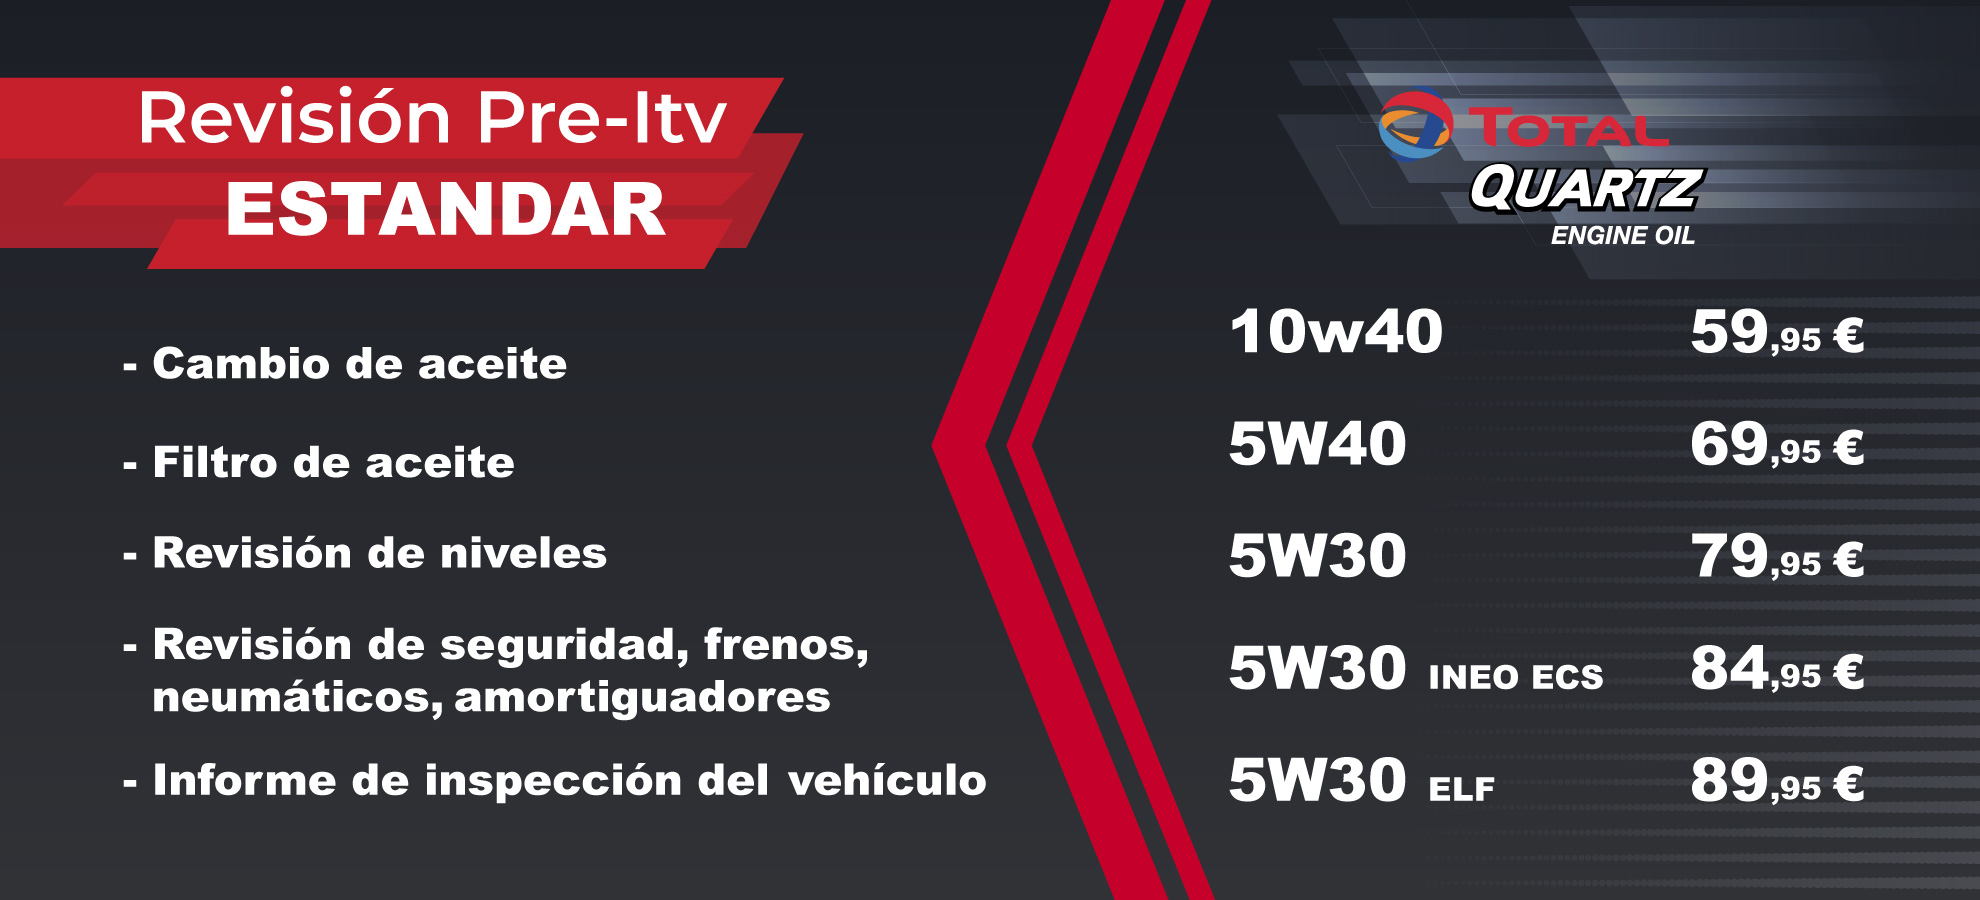 Revisión Pre-Itv
ESTANDAR
- Cambio de aceite
- Filtro de aceite
- Revisión de niveles
- Revisión de seguridad, frenos,
neumáticos, amortiguadores
- Informe de inspección del vehículo
TOTAL
QUARTZ
ENGINE OIL
10w40 59,95 €
5W40 69,95 €
5W30 79,95 €
5W30 INEO ECS 84,95 €
5W30 ELF 89,95 €